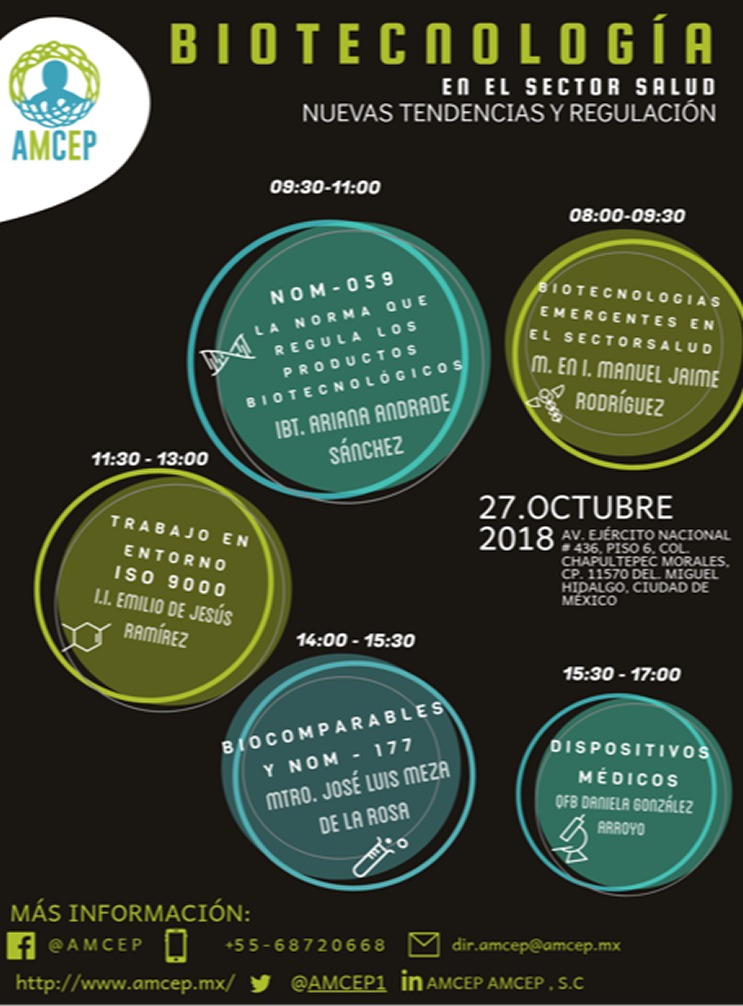 BIOTECNOLOGÍA
EN EL SECTOR SALUD
NUEVAS TENDENCIAS Y REGULACIÓN
AMCEP
09:30-11:00
NOM-059
LA NORMA QUE
REGULA LOS
PRODUCTOS
BIOTECNOLÓGICOS
IBT. ARIANA ANDRADE
SÁNCHEZ
08:00-09:30
BIOTECNOLOGIAS
EMERGENTES EN
EL SECTORSALUD
M. EN I. MANUEL JAIME
RODRÍGUEZ
11:30 - 13:00
TRABAJO EN
ENTORNO
ISO 9000
I.I. EMILIO DE JESÚS
RAMÍREZ
27.OCTUBRE
2018
AV. EJÉRCITO NACIONAL
# 436, PISO 6, COL.
CHAPULTEPEC MORALES,
CP. 11570 DEL. MIGUEL
HIDALGO, CIUDAD DE
MÉXICO
14:00 - 15:30
BIOCOMPARABLES
Y NOM - 177
MTRO. JOSÉ LUIS MEZA
DE LA ROSA
15:30 - 17:00
DISPOSITIVOS
MÉDICOS
QFB DANIELA GONZÁLEZ
ARROYO
MÁS INFORMACIÓN:
@AMCEP +55-68720668 dir.amcep@amcep.mx
http://www.amcep.mx/ @AMCEP1 in AMCEP AMCEP , S.C